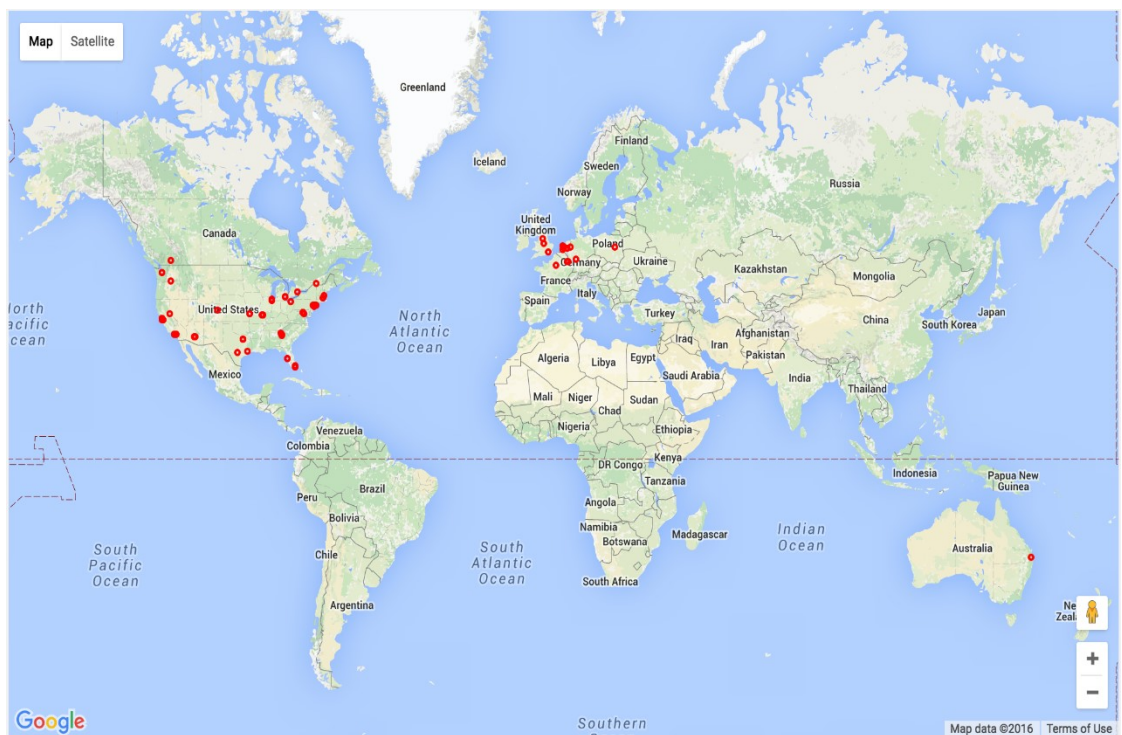 Map Satellite
Greenland
Iceland
Finland
Sweden
Norway
Russia
Canada
United
Kingdom
Poland
Germany
Ukraine
France
Kazakhstan
Mongolia
North
Atlantic
Ocean
United States
Spain
Italy
Turkey
China
South Korea
Japan
Iraq
Iran
Afghanistan
Pakistan
Algeria
Libya
Egypt
Saudi Arabia
India
Mexico
Mali
Niger
Chad
Sudan
Thailand
Nigeria
Ethiopia
Venezuela
Colombia
DR Congo
Kenya
Tanzania
Indonesia
Papua New
Guinea
Peru
Brazil
Angola
Bolivia
Namibia
Botswana
Madagascar
Indian
Ocean
South
Pacific
Ocean
South
Atlantic
Ocean
Chile
South Africa
Australia
Argentina
Google
Southern
Map data ©2016 Terms of Use